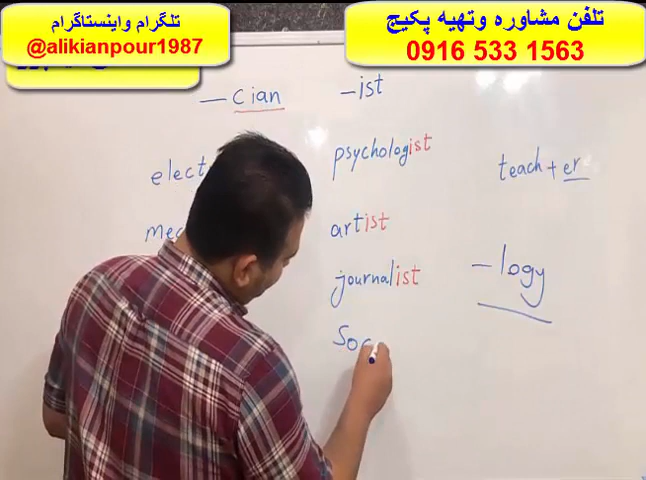 تلگرام واینستاگرام
@alikianpour1987
تلفن مشاوره وتهیه پکیج
0916 533 1563
— cian
– ist
elect
psychologist
teach + er
mec
artist
journalist
– logy
Soc